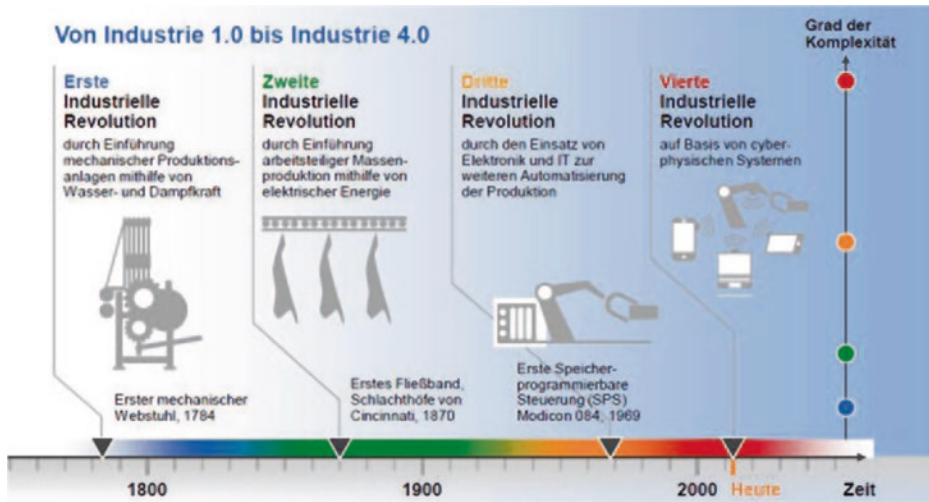 Von Industrie 1.0 bis Industrie 4.0
Grad der
Komplexität
Erste
Industrielle
Revolution
durch Einführung
mechanischer Produktions-
anlagen mithilfe von
Wasser- und Dampfkraft
Zweite
Industrielle
Revolution
durch Einführung
arbeitsteiliger Massen-
produktion mithilfe von
elektrischer Energie
Dritte
Industrielle
Revolution
durch den Einsatz von
Elektronik und IT zur
weiteren Automatisierung
der Produktion
Vierte
Industrielle
Revolution
auf Basis von cyber-
physischen Systemen
Erster mechanischer
Webstuhl, 1784
Erstes Fließband,
Schlachthöfe von
Cincinnati, 1870
Erste Speicher-
programmierbare
Steuerung (SPS)
Modicon 084, 1969
1800
1900
2000
Heute
Zeit